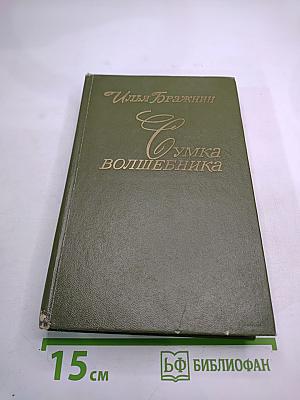 Илья Бражнин
Сумка
ВОЛШЕБНИКА
15 см
БФ БИБЛИОФАН